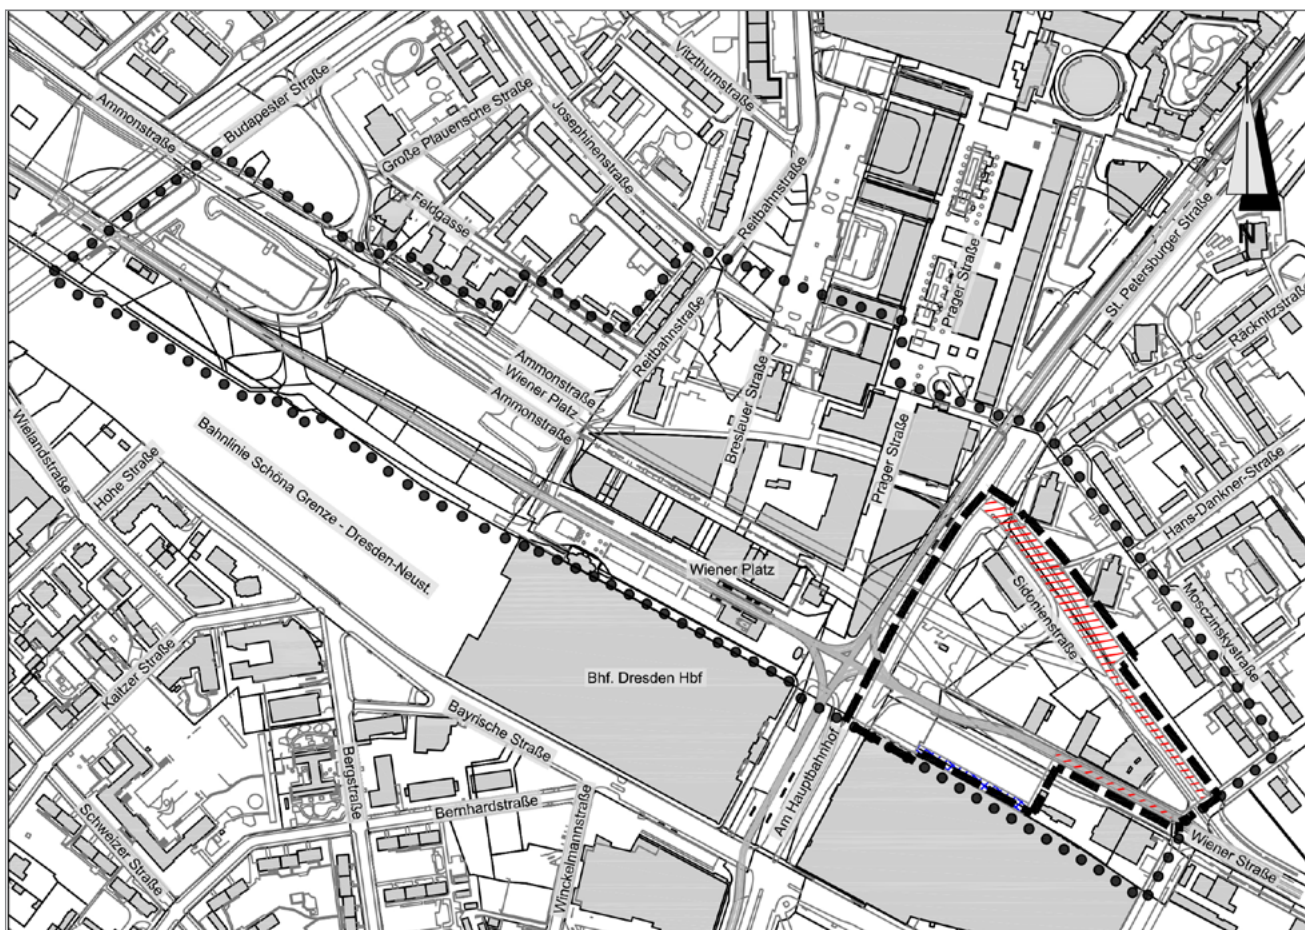 Vitzthumstraße
Budapester Straße
Ammonstraße
Große Plauensche Straße
Josephinenstraße
Reitbahnstraße
Feldgasse
St. Petersburger Straße
N
Prager Straße
Räcknitzstraße
Reitbahnstraße
Ammonstraße
Wiener Platz
Ammonstraße
Breslauer Straße
Prager Straße
Wielandstraße
Hohe Straße
Bahnlinie Schöna Grenze - Dresden-Neust.
Hans-Dankner-Straße
Wiener Platz
Sidonienstraße
Mosczinskystraße
Kaitzer Straße
Bhf. Dresden Hbf
Bayrische Straße
Am Hauptbahnhof
Bergstraße
Bernhardstraße
Winckelmannstraße
Schweizer Straße
Wiener Straße